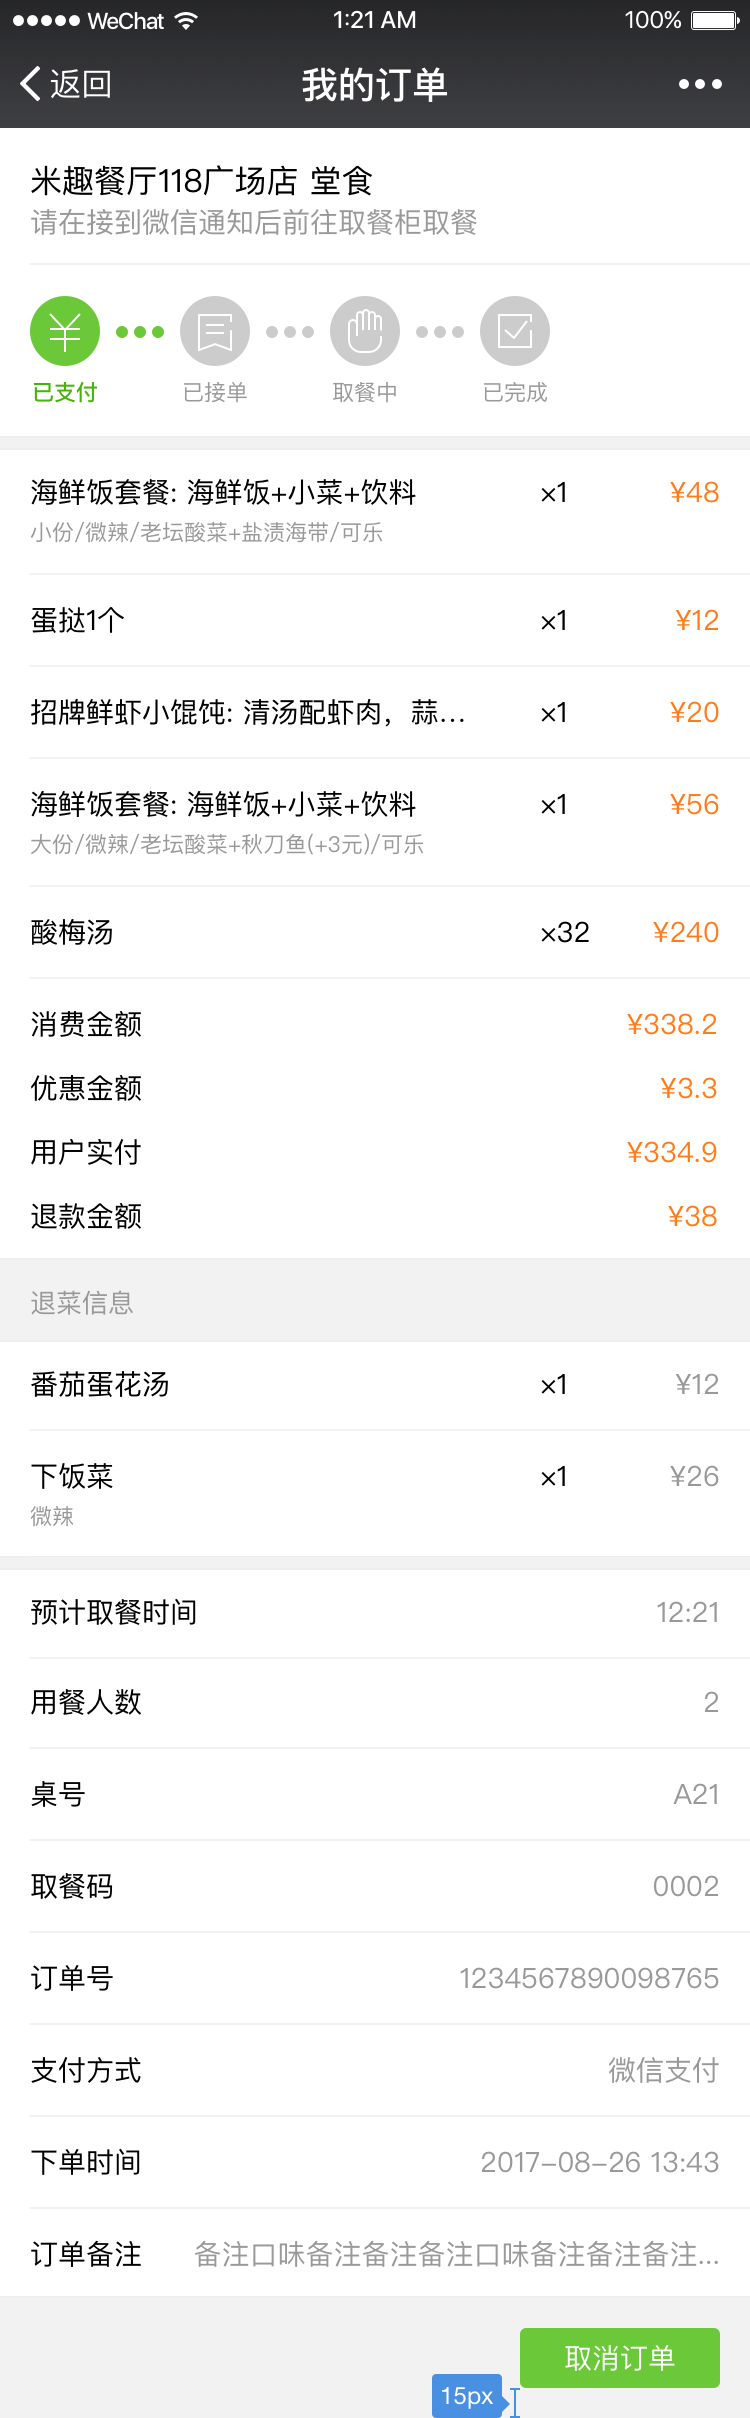 WeChat 1:21 AM 100%
返回 我的订单
米趣餐厅118广场店 堂食
请在接到微信通知后前往取餐柜取餐
已支付 已接单 取餐中 已完成
海鲜饭套餐: 海鲜饭+小菜+饮料 ×1 ¥48
小份/微辣/老坛酸菜+盐渍海带/可乐
蛋挞1个 ×1 ¥12
招牌鲜虾小馄饨: 清汤配虾肉，蒜... ×1 ¥20
海鲜饭套餐: 海鲜饭+小菜+饮料 ×1 ¥56
大份/微辣/老坛酸菜+秋刀鱼(+3元)/可乐
酸梅汤 ×32 ¥240
消费金额 ¥338.2
优惠金额 ¥3.3
用户实付 ¥334.9
退款金额 ¥38
退菜信息
番茄蛋花汤 ×1 ¥12
下饭菜 ×1 ¥26
微辣
预计取餐时间 12:21
用餐人数 2
桌号 A21
取餐码 0002
订单号 1234567890098765
支付方式 微信支付
下单时间 2017-08-26 13:43
订单备注 备注口味备注备注备注口味备注备注备注...
取消订单
15px